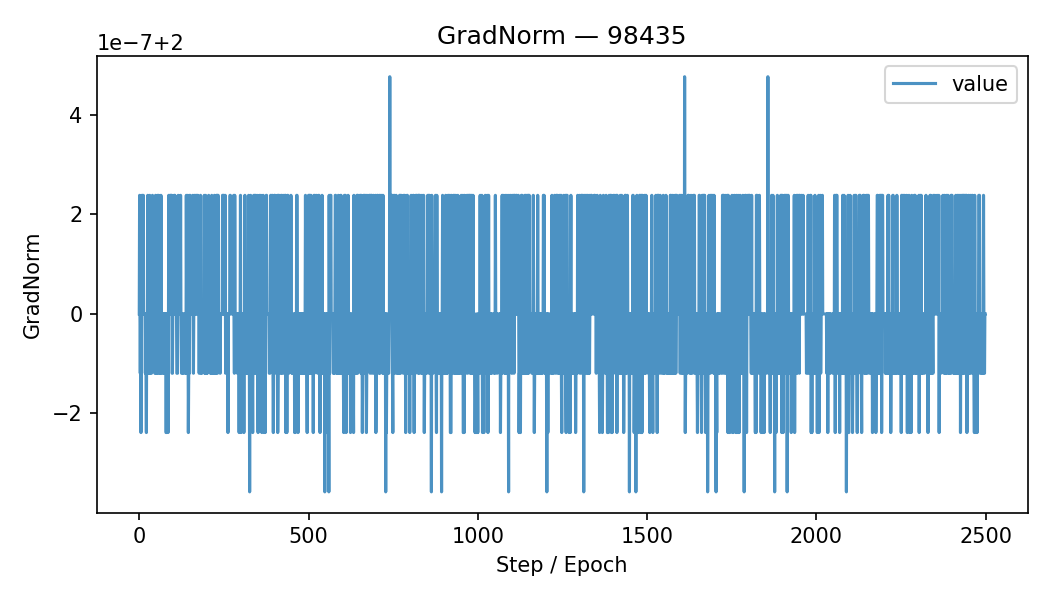 GradNorm — 98435
1e−7+2
value
4
2
0
−2
GradNorm
0
500
1000
1500
2000
2500
Step / Epoch